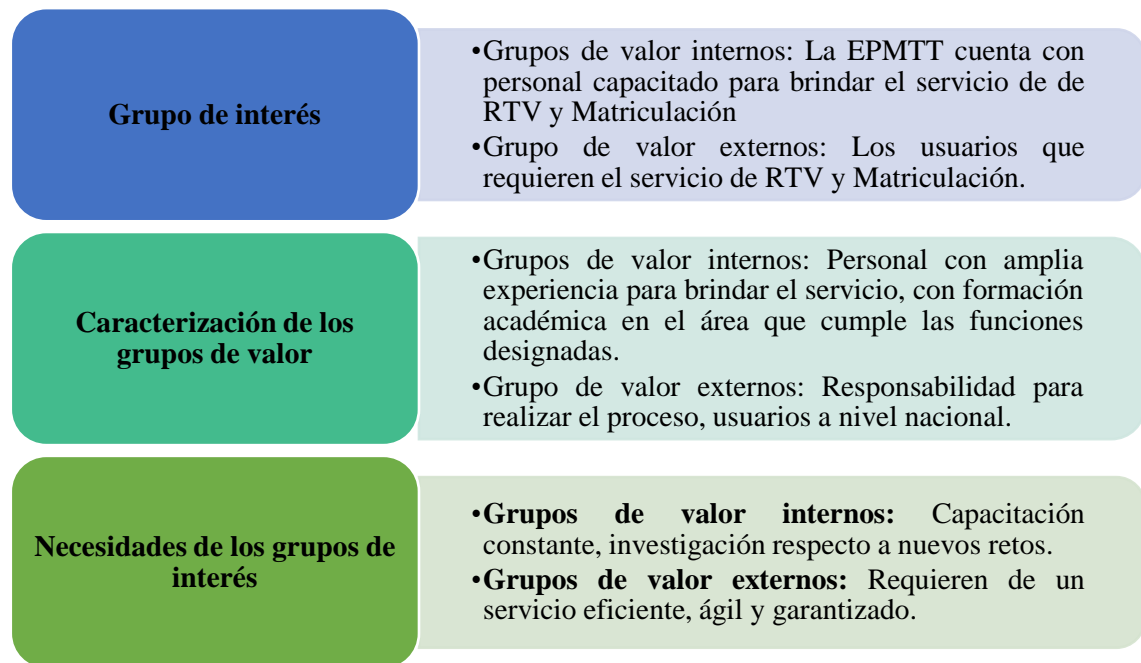 Grupo de interés
•Grupos de valor internos: La EPMTT cuenta con
personal capacitado para brindar el servicio de de
RTV y Matriculación
•Grupo de valor externos: Los usuarios que
requieren el servicio de RTV y Matriculación.
Caracterización de los
grupos de valor
•Grupos de valor internos: Personal con amplia
experiencia para brindar el servicio, con formación
académica en el área que cumple las funciones
designadas.
•Grupo de valor externos: Responsabilidad para
realizar el proceso, usuarios a nivel nacional.
Necesidades de los grupos de
interés
•Grupos de valor internos: Capacitación
constante, investigación respecto a nuevos retos.
•Grupos de valor externos: Requieren de un
servicio eficiente, ágil y garantizado.